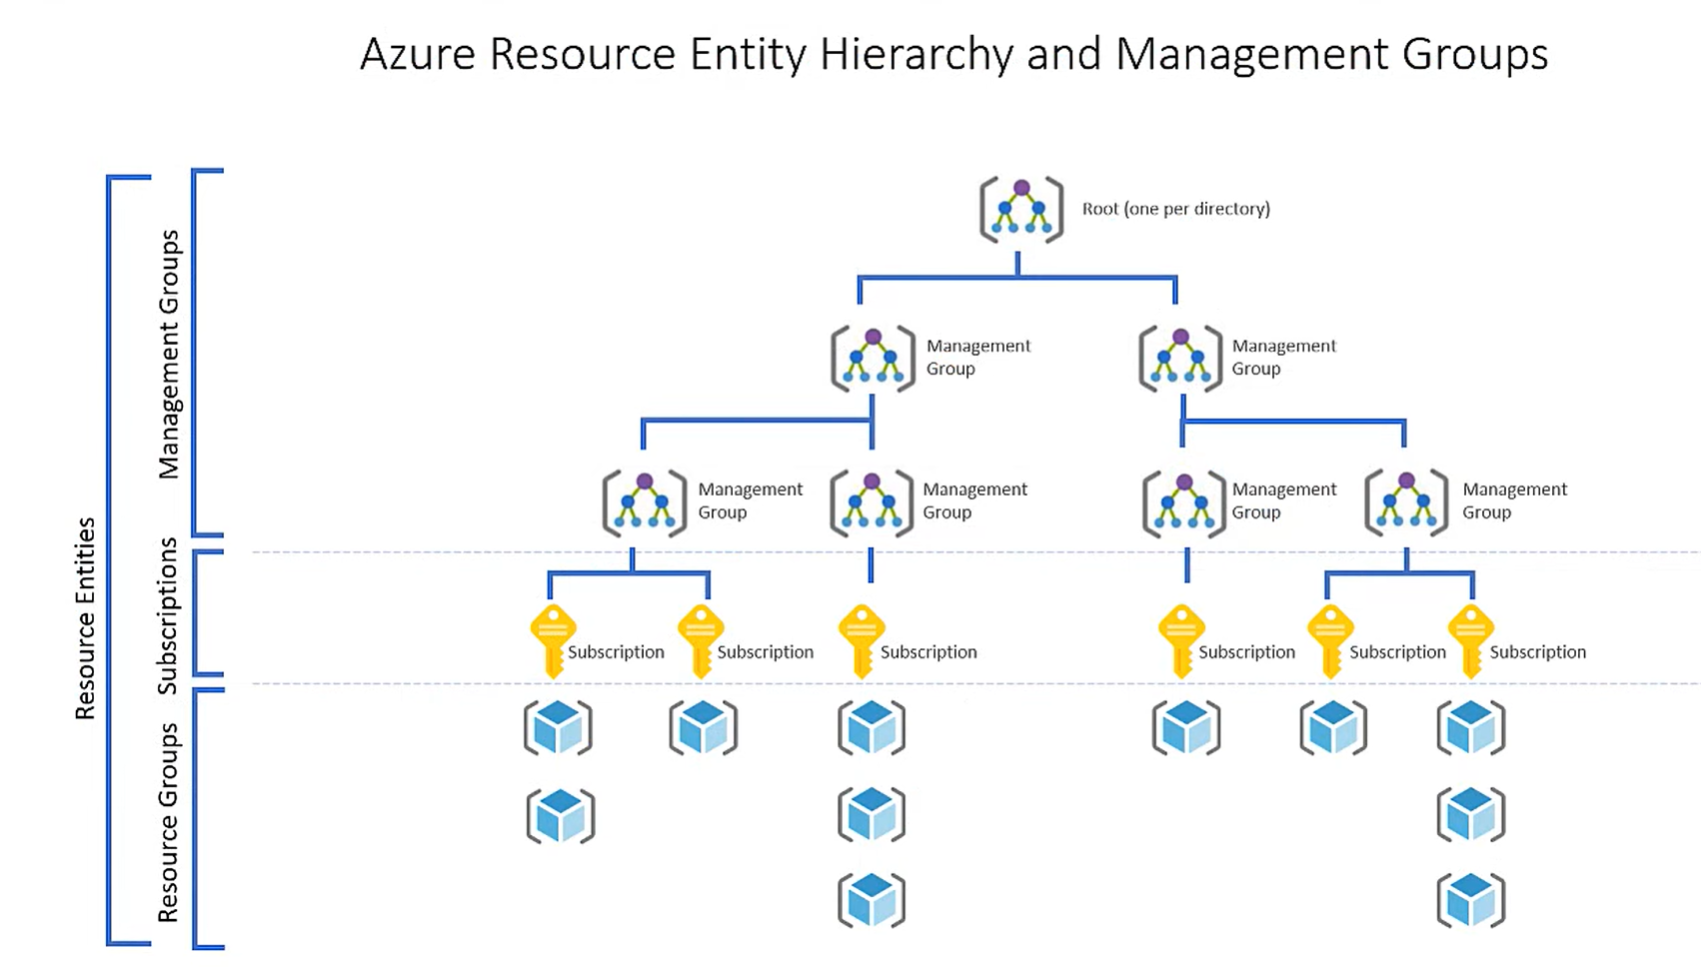 Azure Resource Entity Hierarchy and Management Groups
Resource Entities
Management Groups
Subscriptions
Resource Groups
Root (one per directory)
Management
Group
Management
Group
Management
Group
Management
Group
Management
Group
Management
Group
Subscription
Subscription
Subscription
Subscription
Subscription
Subscription